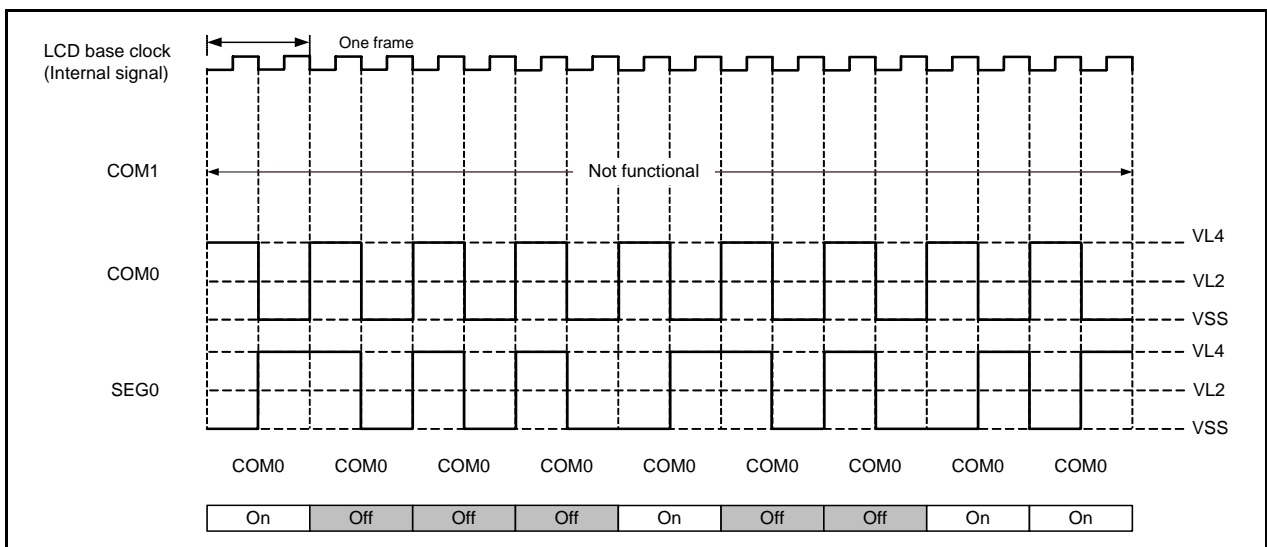 One frame
LCD base clock
(Internal signal)
COM1
Not functional
VL4
COM0
VL2
VSS
VL4
SEG0
VL2
VSS
COM0 COM0 COM0 COM0 COM0 COM0 COM0 COM0 COM0
On Off Off Off On Off Off On On